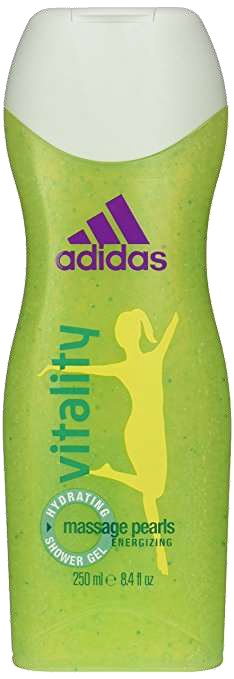 adidas
vitality
HYDRATING
SHOWER GEL
massage pearls
ENERGIZING
250 ml e 8.4 fl oz